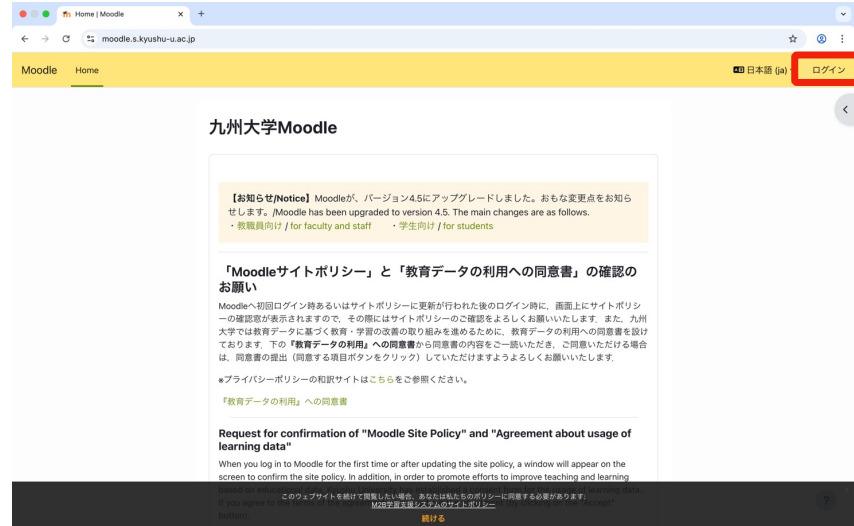 Home | Moodle
moodle.s.kyushu-u.ac.jp
Moodle
Home
日本語 (ja)
ログイン
九州大学Moodle
【お知らせ/Notice】Moodleが、バージョン4.5にアップグレードしました。おもな変更点をお知ら
せします。/Moodle has been upgraded to version 4.5. The main changes are as follows.
・教職員向け / for faculty and staff ・学生向け / for students
「Moodleサイトポリシー」と「教育データの利用への同意書」の確認の
お願い
Moodleへ初回ログイン時あるいはサイトポリシーに更新が行われた後のログイン時に，画面上にサイトポリシ
ーの確認窓が表示されますので，その際にはサイトポリシーのご確認をよろしくお願いいたします．また，九州
大学では教育データに基づく教育・学習の改善の取り組みを進めるために，教育データの利用への同意書を設け
ております．下の『教育データの利用』への同意書から同意書の内容をご一読いただき，ご同意いただける場合
は，同意書の提出（同意する項目ボタンをクリック）していただけますようよろしくお願いいたします．
※プライバシーポリシーの和訳サイトはこちらをご参照ください。
『教育データの利用』への同意書
Request for confirmation of "Moodle Site Policy" and "Agreement about usage of
learning data"
When you log in to Moodle for the first time or after updating the site policy, a window will appear on the
screen to confirm the site policy. In addition, in order to promote efforts to improve teaching and learning
このウェブサイトを続けて閲覧したい場合、あなたは私たちのポリシーに同意する必要があります:
M2B学習支援システムのサイトポリシー
続ける